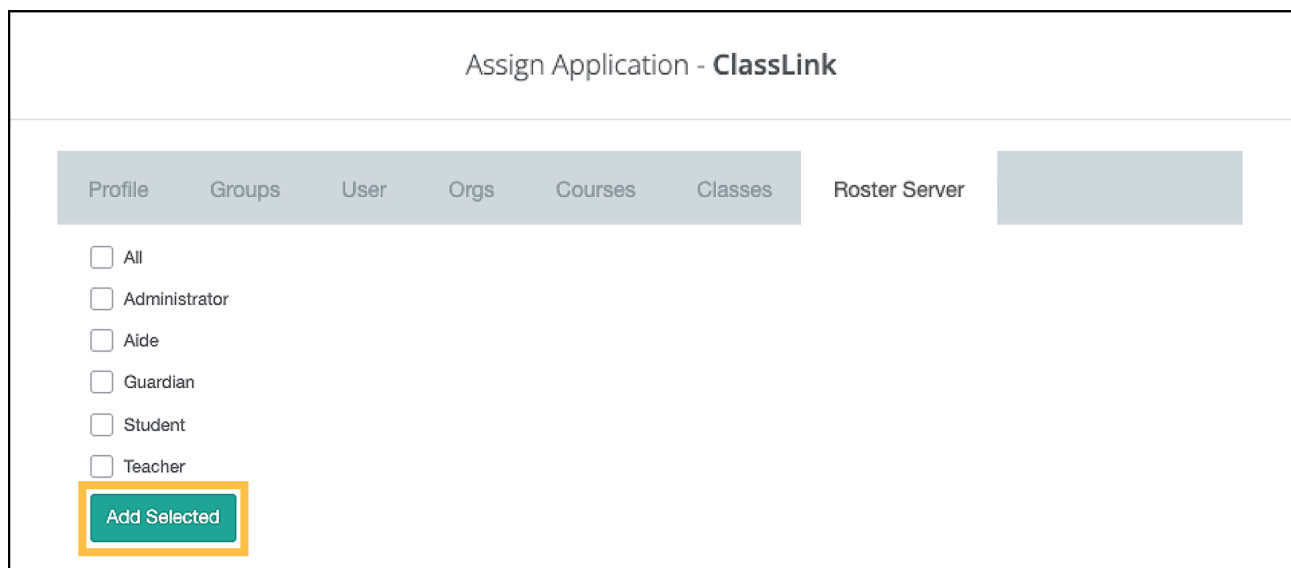 Assign Application - ClassLink
Profile Groups User Orgs Courses Classes Roster Server
All
Administrator
Aide
Guardian
Student
Teacher
Add Selected